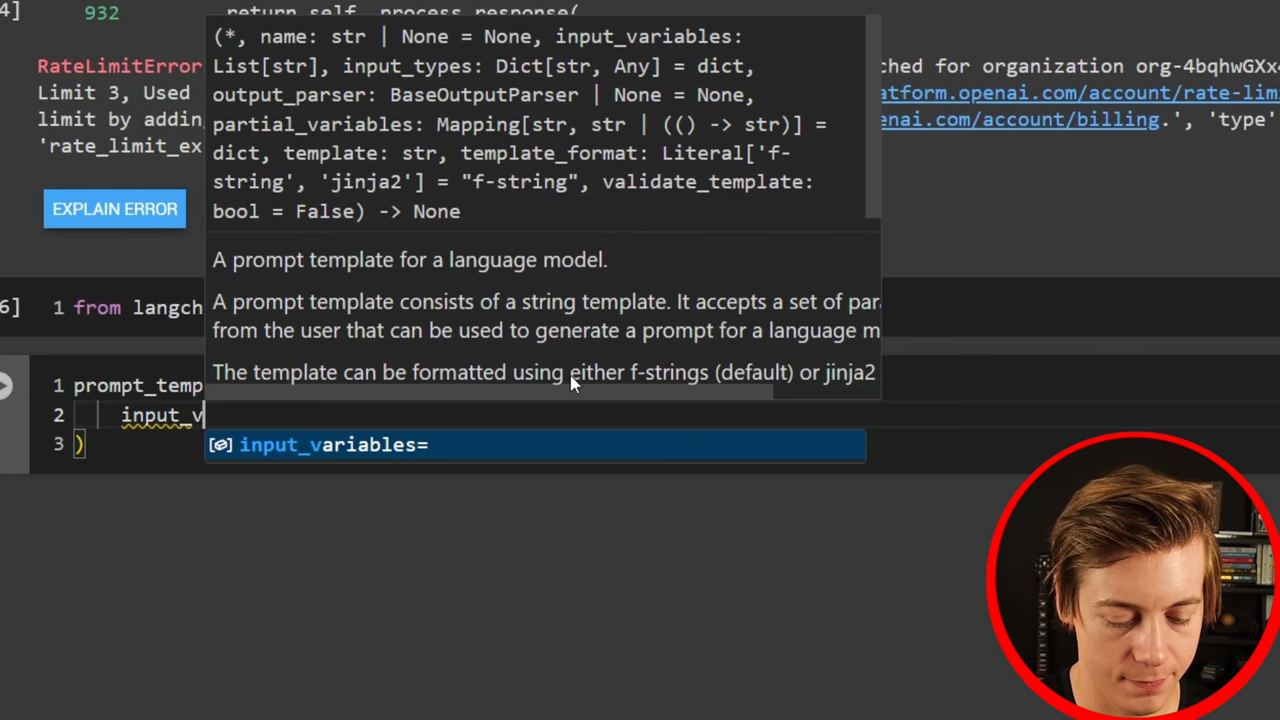 4]
932
return self._process_response(
(*, name: str | None = None, input_variables:
List[str], input_types: Dict[str, Any] = dict,
output_parser: BaseOutputParser | None = None,
partial_variables: Mapping[str, str | (() -> str)] =
dict, template: str, template_format: Literal['f-
string', 'jinja2'] = "f-string", validate_template:
bool = False) -> None
A prompt template for a language model.
A prompt template consists of a string template. It accepts a set of par
from the user that can be used to generate a prompt for a language m
The template can be formatted using either f-strings (default) or jinja2
RateLimitError
ched for organization org-4bqhwGXx
Limit 3, Used
atform.openai.com/account/rate-lim
limit by addin
enai.com/account/billing.', 'type'
'rate_limit_ex
EXPLAIN ERROR
6]
1 from langch
1 prompt_temp
2 input_v
input_variables=
3 )